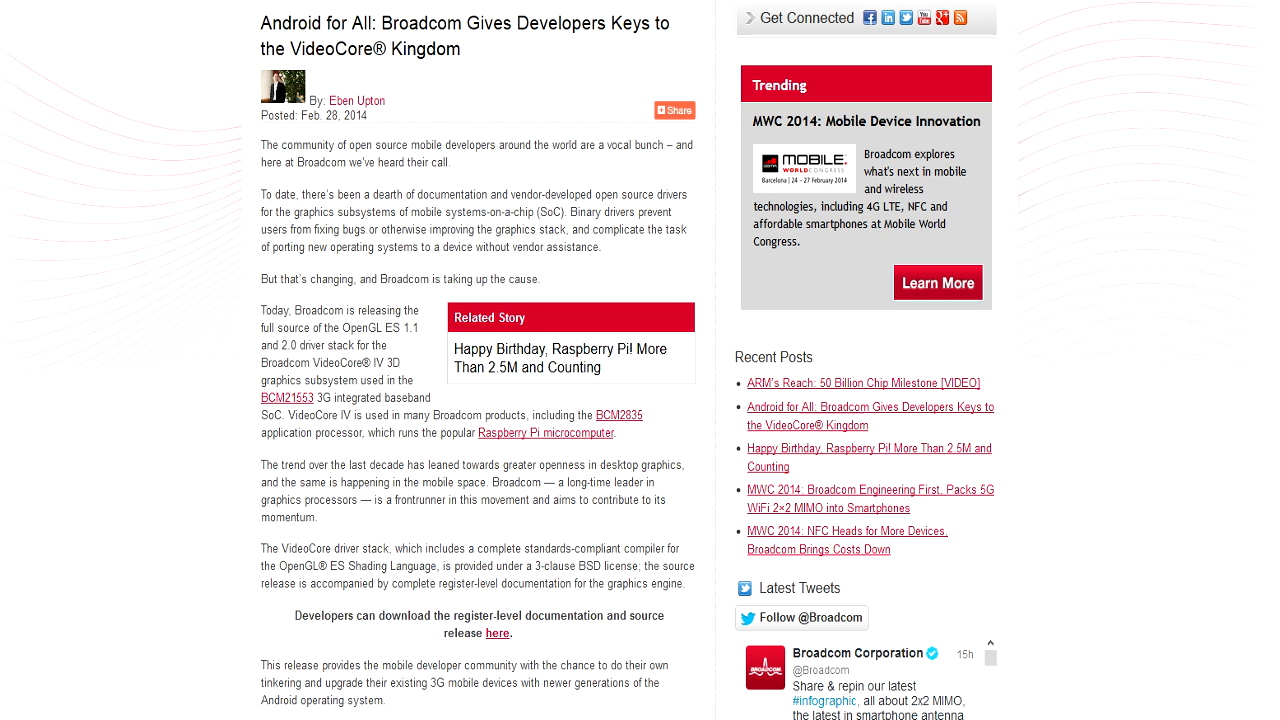 Android for All: Broadcom Gives Developers Keys to
the VideoCore® Kingdom
By: Eben Upton
Posted: Feb. 28, 2014
Share
The community of open source mobile developers around the world are a vocal bunch – and
here at Broadcom we've heard their call.
To date, there's been a dearth of documentation and vendor-developed open source drivers
for the graphics subsystems of mobile systems-on-a-chip (SoC). Binary drivers prevent
users from fixing bugs or otherwise improving the graphics stack, and complicate the task
of porting new operating systems to a device without vendor assistance.
But that's changing, and Broadcom is taking up the cause.
Today, Broadcom is releasing the
full source of the OpenGL ES 1.1
and 2.0 driver stack for the
Broadcom VideoCore® IV 3D
graphics subsystem used in the
BCM21553 3G integrated baseband
SoC. VideoCore IV is used in many Broadcom products, including the BCM2835
application processor, which runs the popular Raspberry Pi microcomputer.
Related Story
Happy Birthday, Raspberry Pi! More
Than 2.5M and Counting
The trend over the last decade has leaned towards greater openness in desktop graphics,
and the same is happening in the mobile space. Broadcom — a long-time leader in
graphics processors — is a frontrunner in this movement and aims to contribute to its
momentum.
The VideoCore driver stack, which includes a complete standards-compliant compiler for
the OpenGL® ES Shading Language, is provided under a 3-clause BSD license; the source
release is accompanied by complete register-level documentation for the graphics engine.
Developers can download the register-level documentation and source
release here.
This release provides the mobile developer community with the chance to do their own
tinkering and upgrade their existing 3G mobile devices with newer generations of the
Android operating system.
Get Connected
Trending
MWC 2014: Mobile Device Innovation
MOBILE
WORLD CONGRESS
Barcelona | 24 - 27 February 2014
Broadcom explores
what's next in mobile
and wireless
technologies, including 4G LTE, NFC and
affordable smartphones at Mobile World
Congress.
Learn More
Recent Posts
ARM's Reach: 50 Billion Chip Milestone [VIDEO]
Android for All: Broadcom Gives Developers Keys to
the VideoCore® Kingdom
Happy Birthday, Raspberry Pi! More Than 2.5M and
Counting
MWC 2014: Broadcom Engineering First, Packs 5G
WiFi 2×2 MIMO into Smartphones
MWC 2014: NFC Heads for More Devices,
Broadcom Brings Costs Down
Latest Tweets
Follow @Broadcom
BROADCOM
Broadcom Corporation 15h
@Broadcom
Share & repin our latest
#infographic, all about 2x2 MIMO,
the latest in smartphone antenna